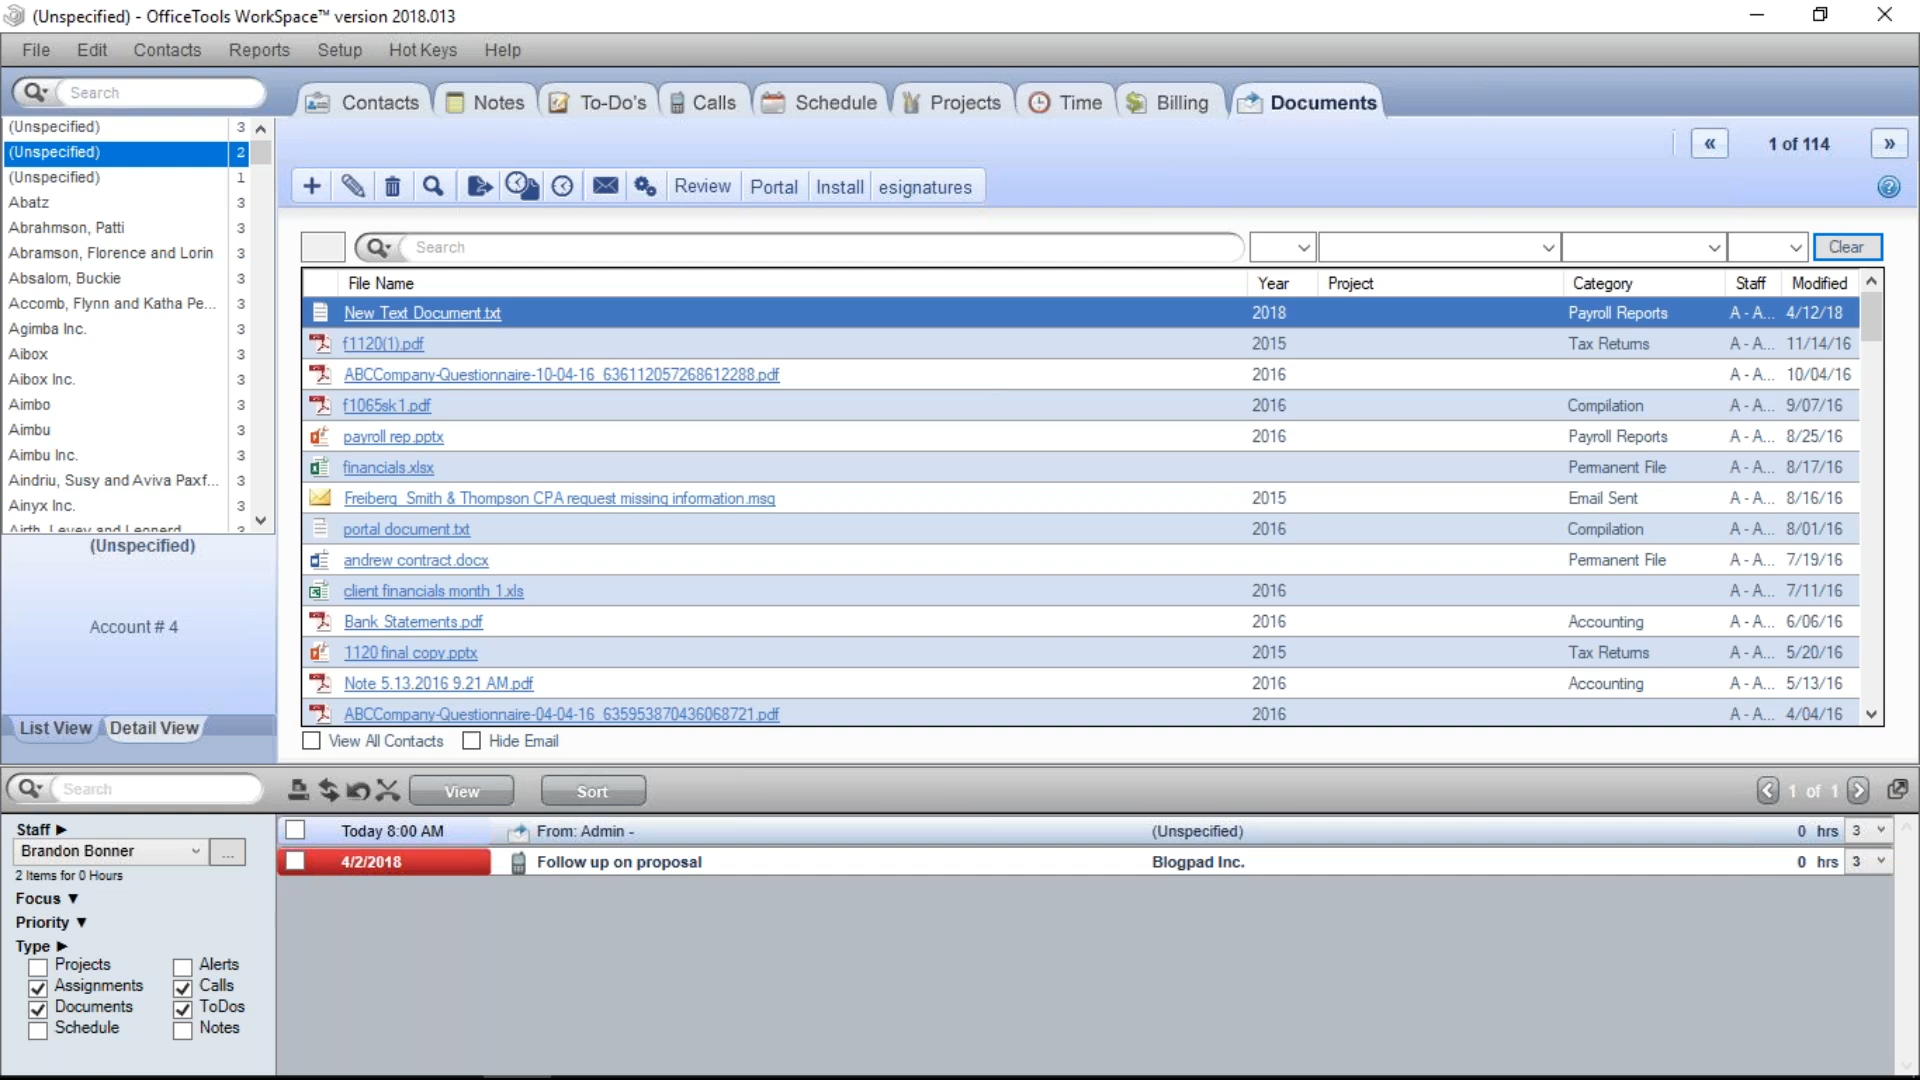 (Unspecified) - OfficeTools WorkSpace™ version 2018.013
File Edit Contacts Reports Setup Hot Keys Help
Search
Contacts Notes To-Do's Calls Schedule Projects Time Billing Documents
(Unspecified) 3
(Unspecified) 2
(Unspecified) 1
Abatz 3
Abrahmson, Patti 3
Abramson, Florence and Lorin 3
Absalom, Buckie 3
Accomb, Flynn and Katha Pe... 3
Agimba Inc. 3
Aibox 3
Aibox Inc. 3
Aimbo 3
Aimbu 3
Aimbu Inc. 3
Aindriu, Susy and Aviva Paxf... 3
Ainyx Inc. 3
Airth, Levey and Leonerd 3
(Unspecified)
Account # 4
List View Detail View
« 1 of 114 »
Review Portal Install esignatures
Search Clear
File Name Year Project Category Staff Modified
New Text Document.txt 2018 Payroll Reports A - A... 4/12/18
f1120(1).pdf 2015 Tax Returns A - A... 11/14/16
ABCCompany-Questionnaire-10-04-16_636112057268612288.pdf 2016 A - A... 10/04/16
f1065sk1.pdf 2016 Compilation A - A... 9/07/16
payroll rep.pptx 2016 Payroll Reports A - A... 8/25/16
financials.xlsx Permanent File A - A... 8/17/16
Freiberg_Smith & Thompson CPA request missing information.msg 2015 Email Sent A - A... 8/16/16
portal document.txt 2016 Compilation A - A... 8/01/16
andrew contract.docx Permanent File A - A... 7/19/16
client financials month 1.xls 2016 A - A... 7/11/16
Bank Statements.pdf 2016 Accounting A - A... 6/06/16
1120 final copy.pptx 2015 Tax Returns A - A... 5/20/16
Note 5.13.2016 9.21 AM.pdf 2016 Accounting A - A... 5/13/16
ABCCompany-Questionnaire-04-04-16_635953870436068721.pdf 2016 A - A... 4/04/16
View All Contacts Hide Email
Search View Sort 1 of 1
Staff
Brandon Bonner ...
2 Items for 0 Hours
Focus
Priority
Type
Projects Alerts
Assignments Calls
Documents ToDos
Schedule Notes
Today 8:00 AM From: Admin - (Unspecified) 0 hrs 3
4/2/2018 Follow up on proposal Blogpad Inc. 0 hrs 3